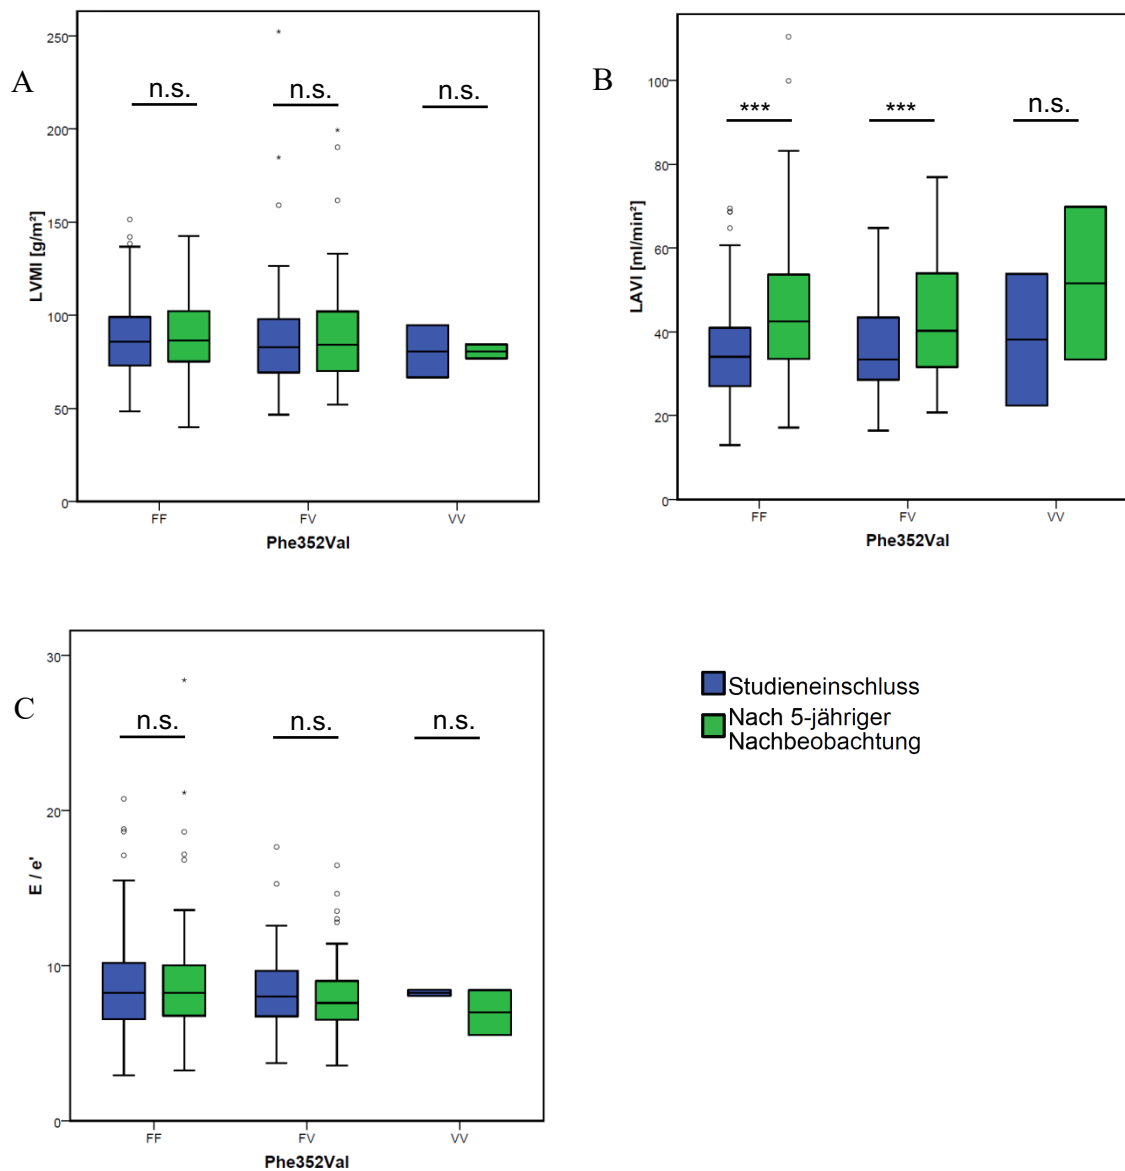 A
n.s.
n.s.
n.s.
250
200
150
100
50
0
LVMI [g/m²]
FF
FV
VV
Phe352Val
B
***
***
n.s.
100
80
60
40
20
0
LAVI [ml/min²]
FF
FV
VV
Phe352Val
C
n.s.
n.s.
n.s.
30
20
10
0
E / e'
FF
FV
VV
Phe352Val
Studieneinschluss
Nach 5-jähriger
Nachbeobachtung